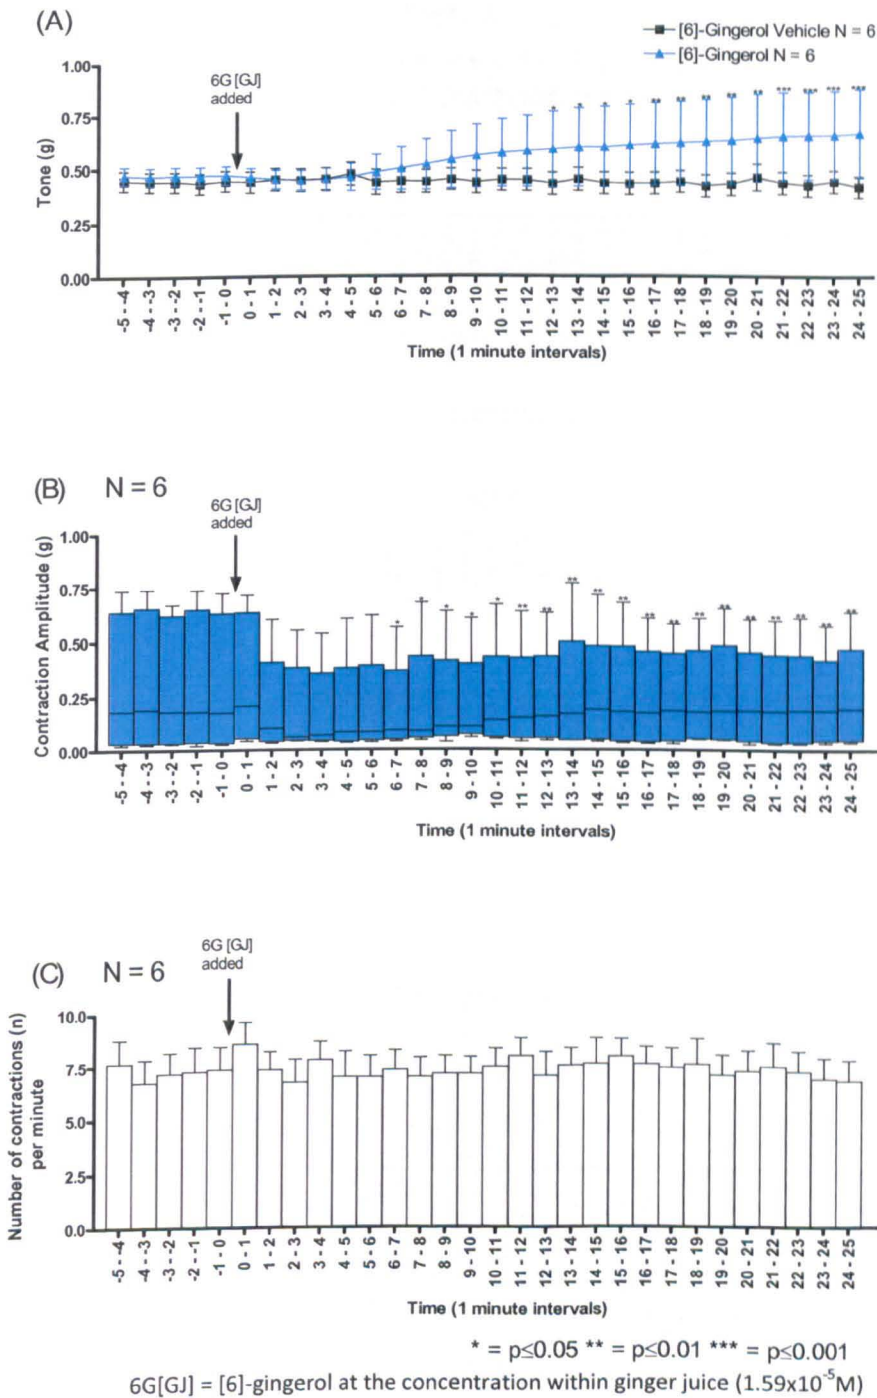 (A)
[6]-Gingerol Vehicle N = 6
[6]-Gingerol N = 6
6G [GJ]
added
Tone (g)
1.00
0.75
0.50
0.25
0.00
* * * * ** ** ** ** ** *** *** *** ***
-5 - -4 -4 - -3 -3 - -2 -2 - -1 -1 - 0 0 - 1 1 - 2 2 - 3 3 - 4 4 - 5 5 - 6 6 - 7 7 - 8 8 - 9 9 - 10 10 - 11 11 - 12 12 - 13 13 - 14 14 - 15 15 - 16 16 - 17 17 - 18 18 - 19 19 - 20 20 - 21 21 - 22 22 - 23 23 - 24 24 - 25
Time (1 minute intervals)
(B) N = 6
6G [GJ]
added
Contraction Amplitude (g)
1.00
0.75
0.50
0.25
0.00
* * * * * ** ** ** ** ** ** ** ** ** ** ** ** ** **
-5 - -4 -4 - -3 -3 - -2 -2 - -1 -1 - 0 0 - 1 1 - 2 2 - 3 3 - 4 4 - 5 5 - 6 6 - 7 7 - 8 8 - 9 9 - 10 10 - 11 11 - 12 12 - 13 13 - 14 14 - 15 15 - 16 16 - 17 17 - 18 18 - 19 19 - 20 20 - 21 21 - 22 22 - 23 23 - 24 24 - 25
Time (1 minute intervals)
(C) N = 6
6G [GJ]
added
Number of contractions (n)
per minute
10.0
7.5
5.0
2.5
0.0
-5 - -4 -4 - -3 -3 - -2 -2 - -1 -1 - 0 0 - 1 1 - 2 2 - 3 3 - 4 4 - 5 5 - 6 6 - 7 7 - 8 8 - 9 9 - 10 10 - 11 11 - 12 12 - 13 13 - 14 14 - 15 15 - 16 16 - 17 17 - 18 18 - 19 19 - 20 20 - 21 21 - 22 22 - 23 23 - 24 24 - 25
Time (1 minute intervals)
* = p≤0.05 ** = p≤0.01 *** = p≤0.001
6G[GJ] = [6]-gingerol at the concentration within ginger juice (1.59x10⁻⁵M)